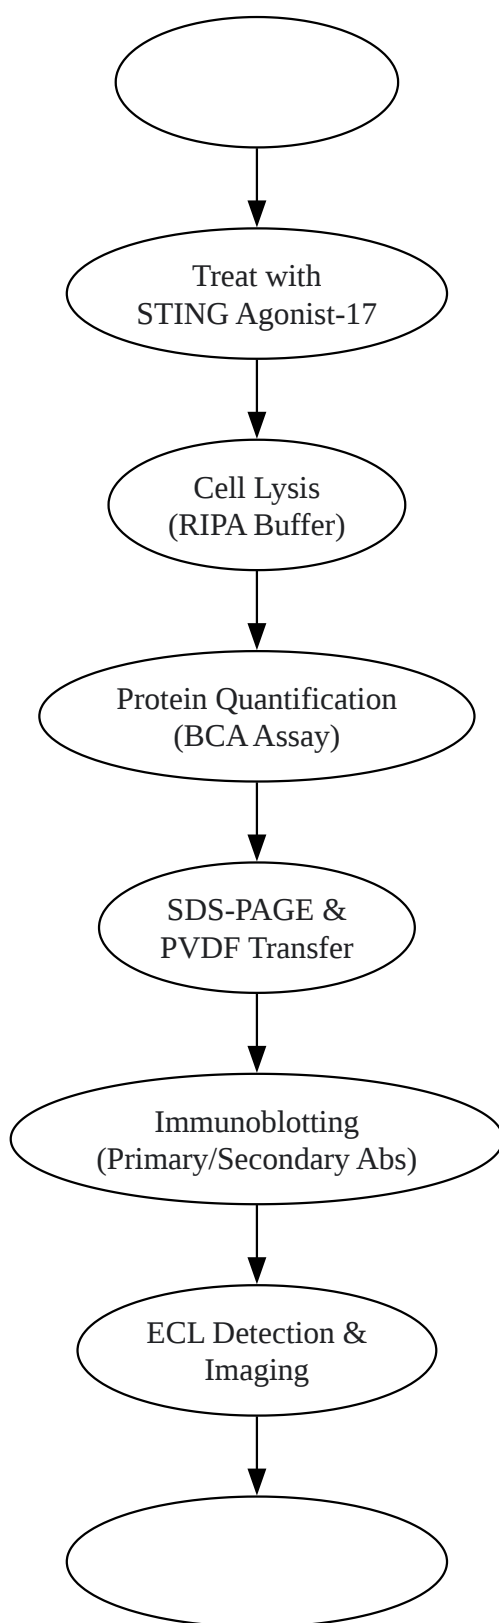 Treat with
STING Agonist-17
Cell Lysis
(RIPA Buffer)
Protein Quantification
(BCA Assay)
SDS-PAGE &
PVDF Transfer
Immunoblotting
(Primary/Secondary Abs)
ECL Detection &
Imaging